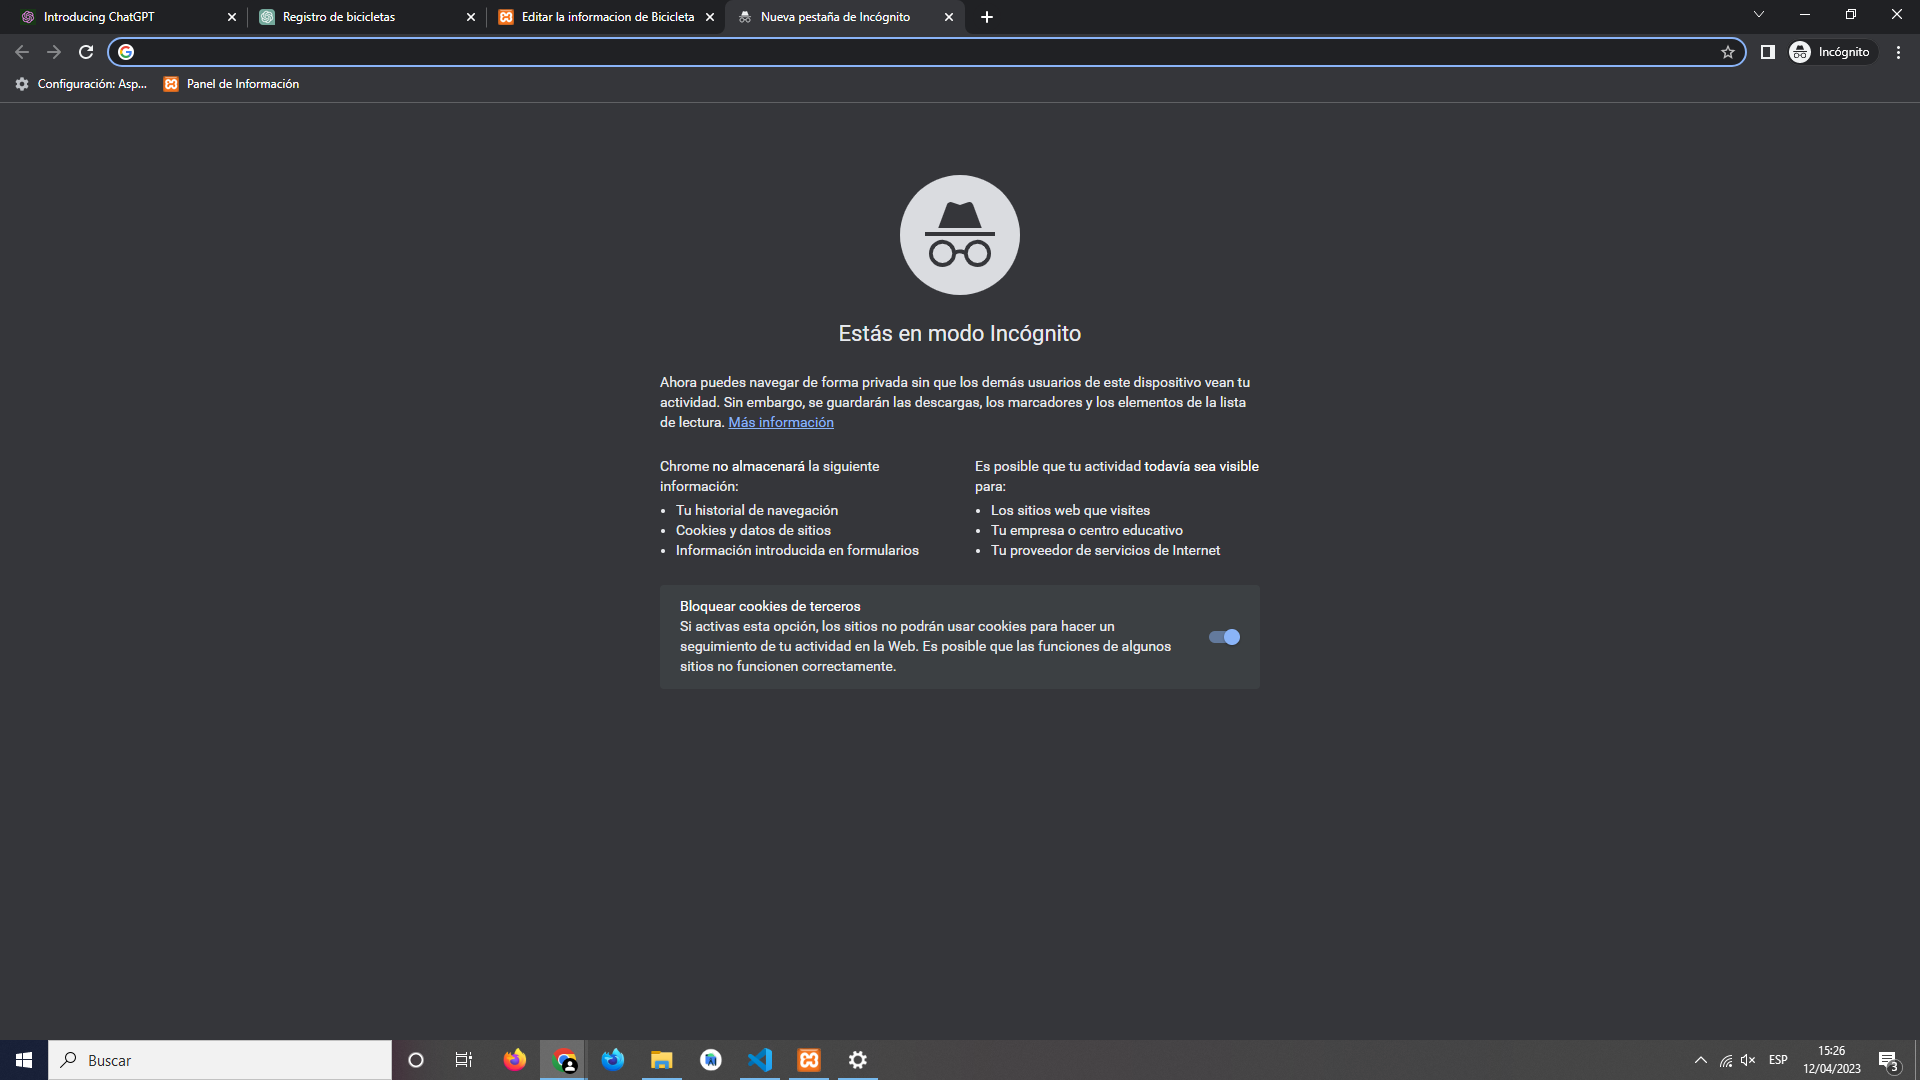 Introducing ChatGPT
Registro de bicicletas
Editar la informacion de Bicicleta
Nueva pestaña de Incógnito
Incógnito
Configuración: Asp...
Panel de Información
Estás en modo Incógnito
Ahora puedes navegar de forma privada sin que los demás usuarios de este dispositivo vean tu
actividad. Sin embargo, se guardarán las descargas, los marcadores y los elementos de la lista
de lectura. Más información
Chrome no almacenará la siguiente
información:
• Tu historial de navegación
• Cookies y datos de sitios
• Información introducida en formularios
Es posible que tu actividad todavía sea visible
para:
• Los sitios web que visites
• Tu empresa o centro educativo
• Tu proveedor de servicios de Internet
Bloquear cookies de terceros
Si activas esta opción, los sitios no podrán usar cookies para hacer un
seguimiento de tu actividad en la Web. Es posible que las funciones de algunos
sitios no funcionen correctamente.
Buscar
ESP
15:26
12/04/2023
3